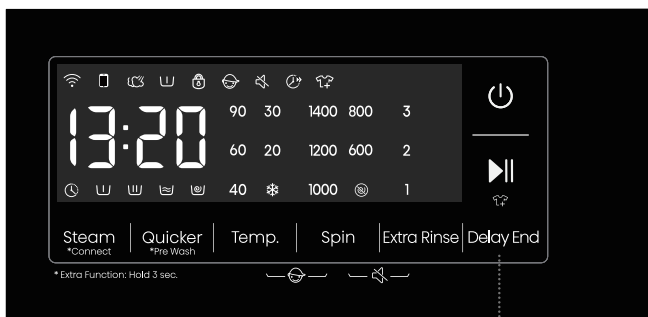 13:20
90 30 1400 800 3
60 20 1200 600 2
40 1000 1
Steam Quicker Temp. Spin Extra Rinse Delay End
*Connect *Pre Wash
* Extra Function: Hold 3 sec.